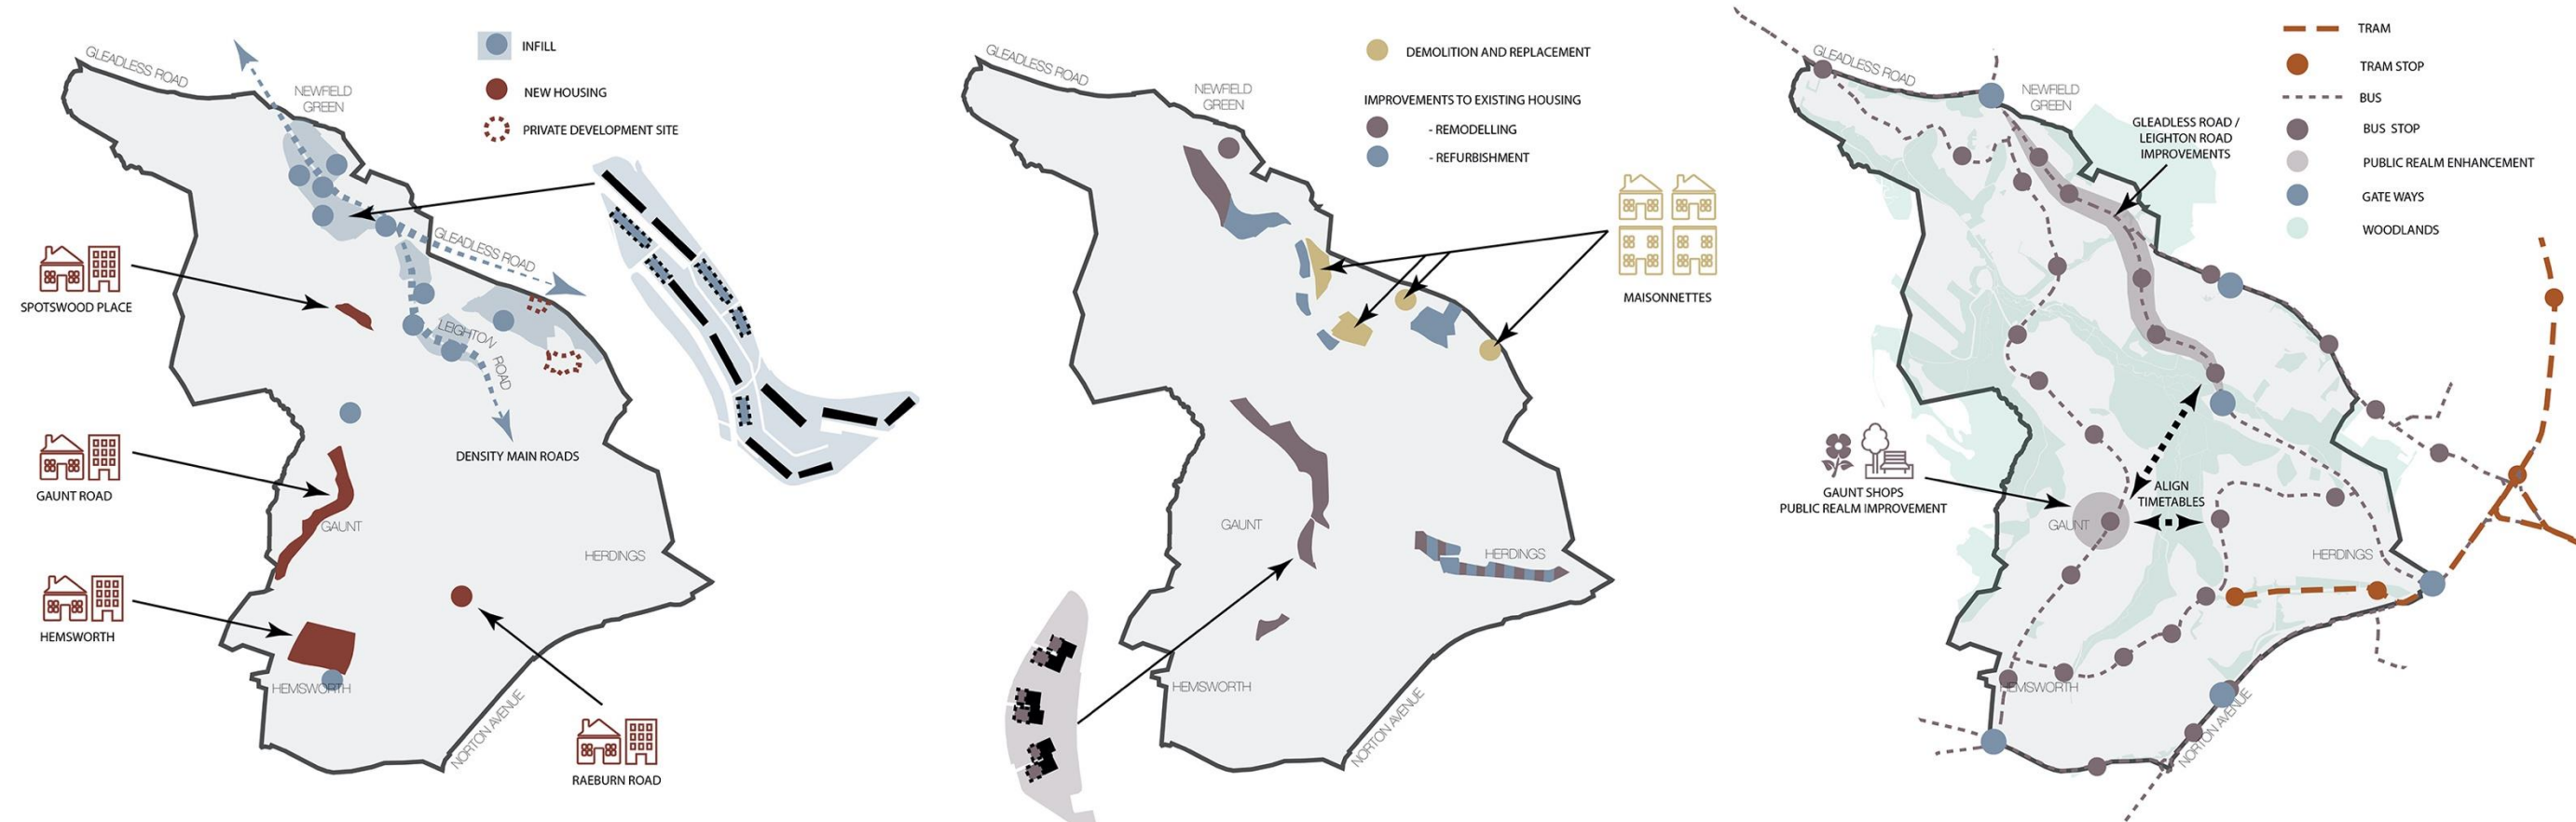 GLEADLESS ROAD
NEWFIELD
GREEN
INFILL
NEW HOUSING
PRIVATE DEVELOPMENT SITE
GLEADLESS ROAD
SPOTSWOOD PLACE
LEIGHTON ROAD
DENSITY MAIN ROADS
GAUNT ROAD
GAUNT
HERDINGS
HEMSWORTH
HEMSWORTH
NORTON AVENUE
RAEBURN ROAD
GLEADLESS ROAD
NEWFIELD
GREEN
DEMOLITION AND REPLACEMENT
IMPROVEMENTS TO EXISTING HOUSING
- REMODELLING
- REFURBISHMENT
MAISONNETTES
GAUNT
HERDINGS
HEMSWORTH
NORTON AVENUE
GLEADLESS ROAD
NEWFIELD
GREEN
GLEADLESS ROAD /
LEIGHTON ROAD
IMPROVEMENTS
TRAM
TRAM STOP
BUS
BUS STOP
PUBLIC REALM ENHANCEMENT
GATE WAYS
WOODLANDS
GAUNT SHOPS
PUBLIC REALM IMPROVEMENT
ALIGN
TIMETABLES
GAUNT
HERDINGS
HEMSWORTH
NORTON AVENUE